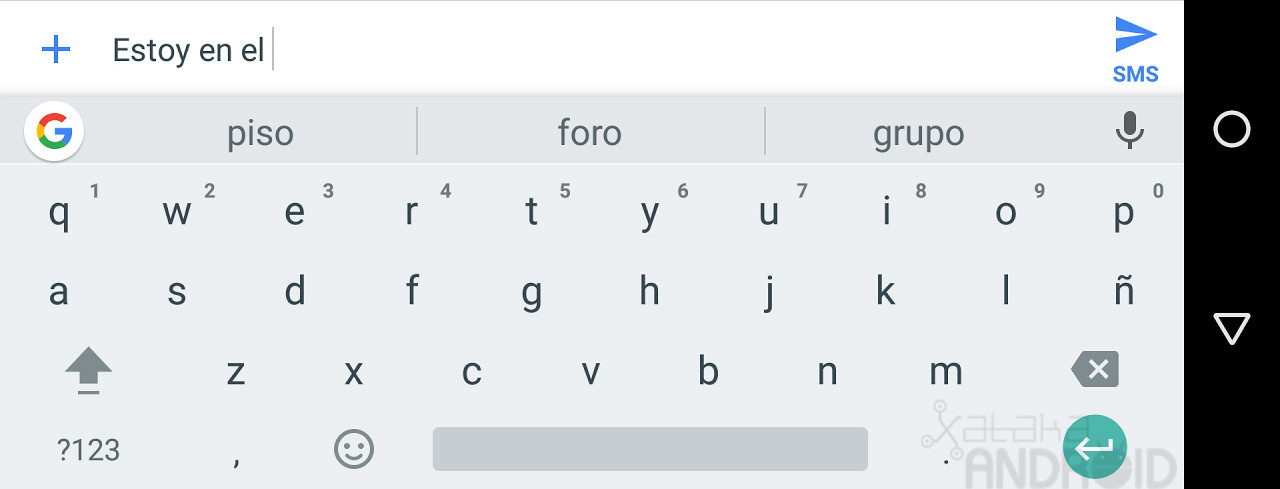 Estoy en el
SMS
G piso foro grupo
1 2 3 4 5 6 7 8 9 0
q w e r t y u i o p
a s d f g h j k l ñ
z x c v b n m
?123 , .
Xataka
ANDROID